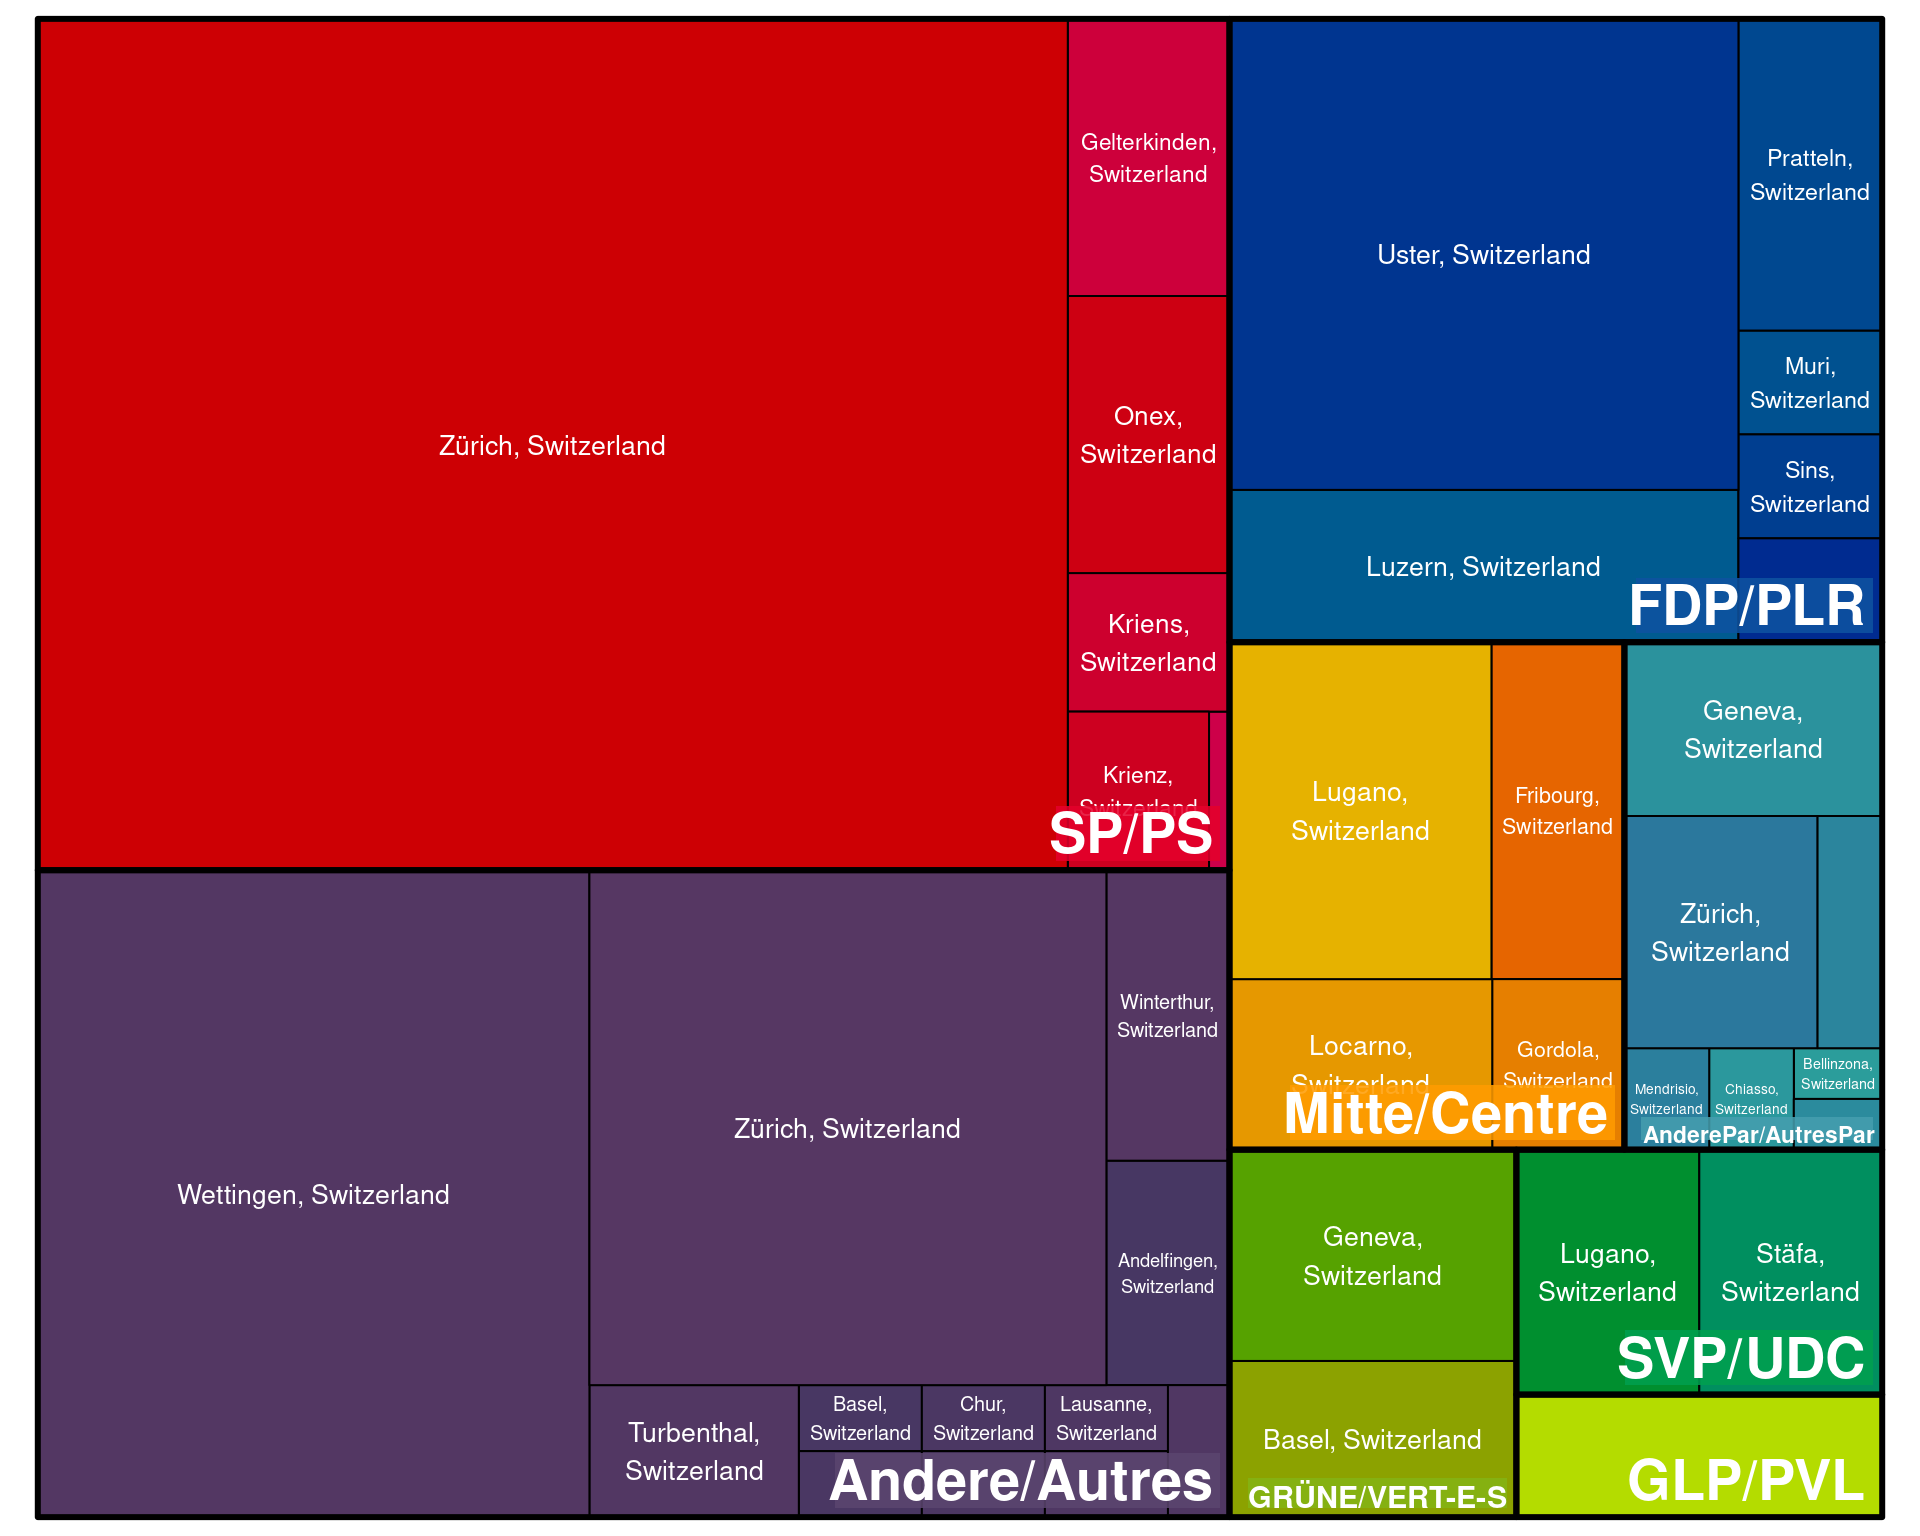 Zürich, Switzerland
Gelterkinden,
Switzerland
Onex,
Switzerland
Kriens,
Switzerland
Krienz,
Switzerland
SP/PS
Wettingen, Switzerland
Zürich, Switzerland
Winterthur,
Switzerland
Andelfingen,
Switzerland
Turbenthal,
Switzerland
Basel,
Switzerland
Chur,
Switzerland
Lausanne,
Switzerland
Andere/Autres
Uster, Switzerland
Pratteln,
Switzerland
Muri,
Switzerland
Sins,
Switzerland
Luzern, Switzerland
FDP/PLR
Lugano,
Switzerland
Fribourg,
Switzerland
Locarno,
Switzerland
Gordola,
Switzerland
Mitte/Centre
Geneva,
Switzerland
Zürich,
Switzerland
Mendrisio,
Switzerland
Chiasso,
Switzerland
Bellinzona,
Switzerland
AnderePar/AutresPar
Geneva,
Switzerland
Basel, Switzerland
GRÜNE/VERT-E-S
Lugano,
Switzerland
Stäfa,
Switzerland
SVP/UDC
GLP/PVL